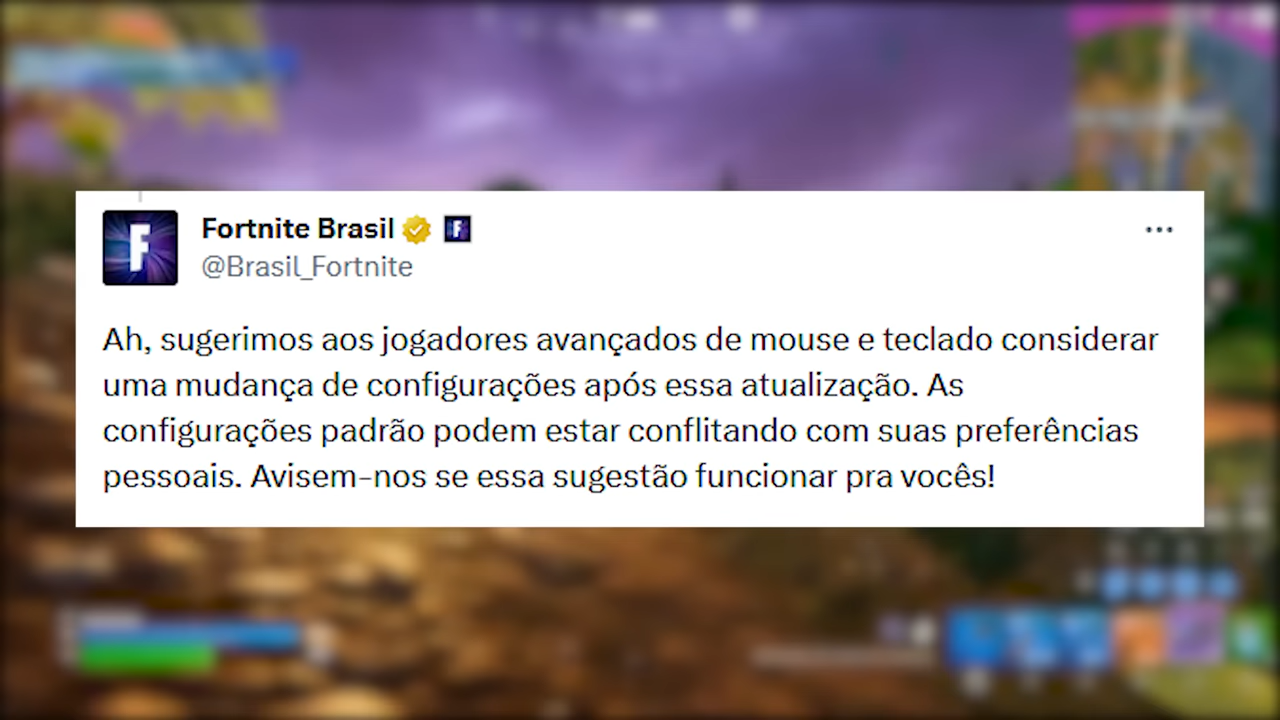 Fortnite Brasil
@Brasil_Fortnite
Ah, sugerimos aos jogadores avançados de mouse e teclado considerar
uma mudança de configurações após essa atualização. As
configurações padrão podem estar conflitando com suas preferências
pessoais. Avisem-nos se essa sugestão funcionar pra vocês!